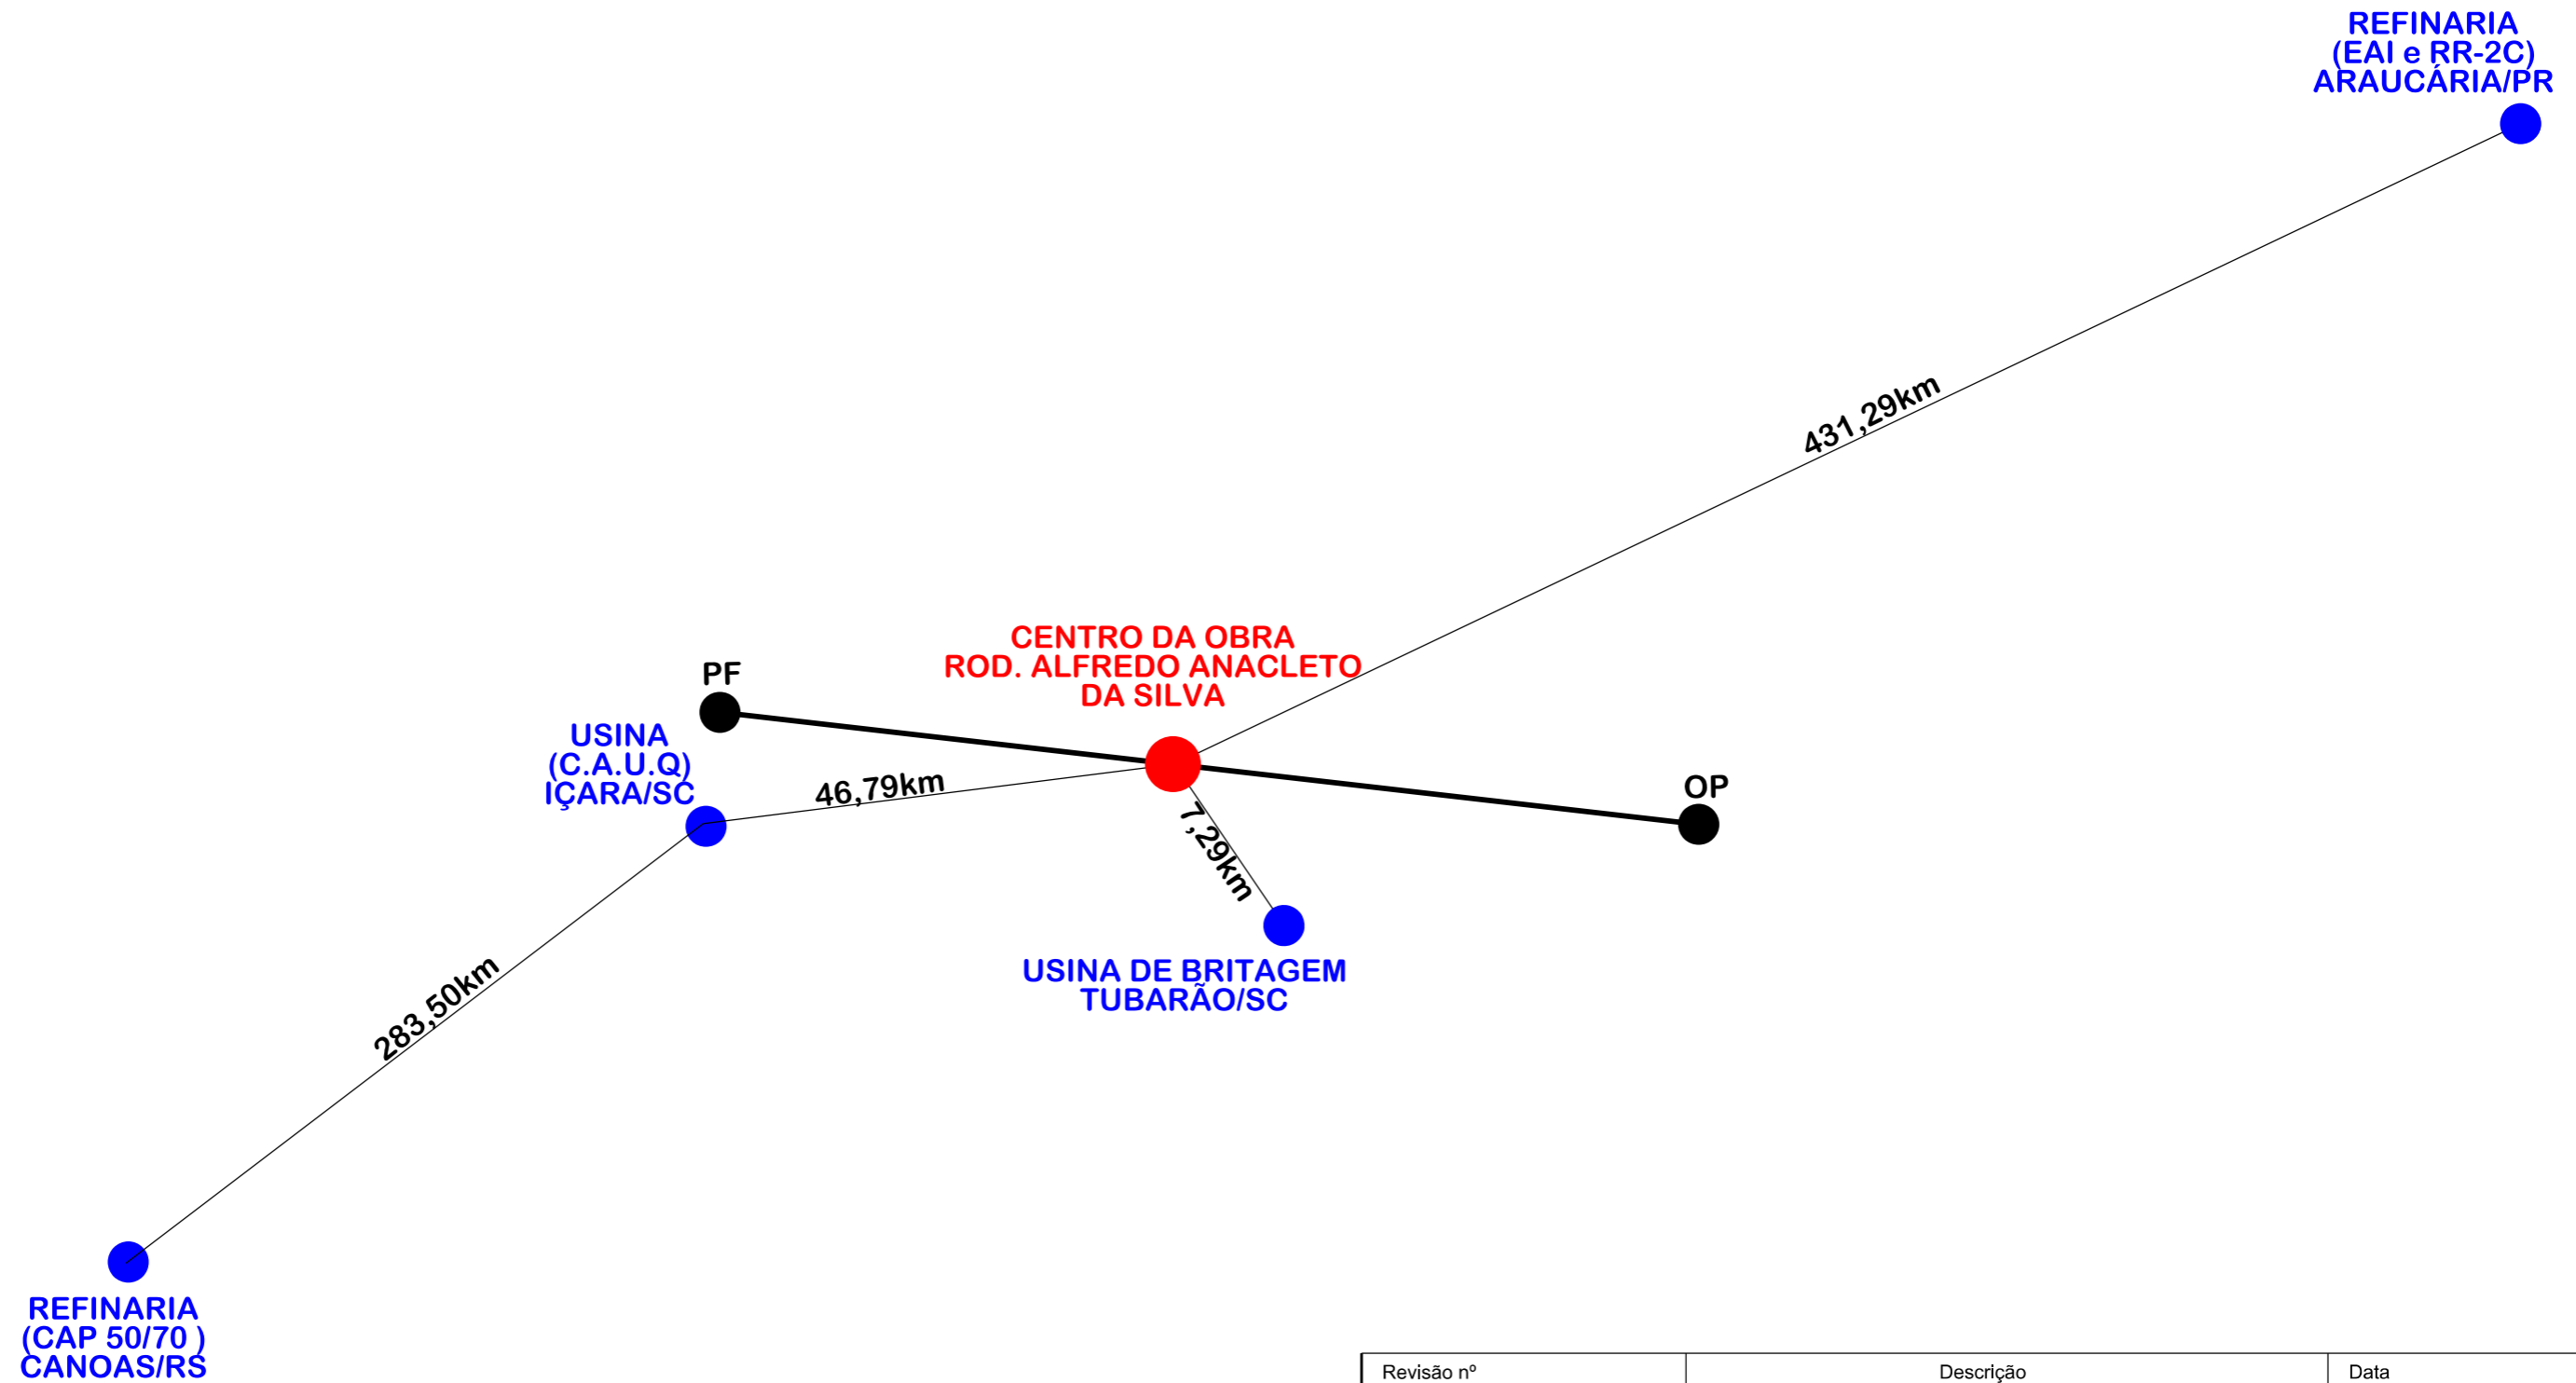 REFINARIA
(EAI e RR-2C)
ARAUCÁRIA/PR
431,29km
CENTRO DA OBRA
ROD. ALFREDO ANACLETO
DA SILVA
PF
USINA
(C.A.U.Q)
IÇARA/SC
46,79km
OP
7,29km
USINA DE BRITAGEM
TUBARÃO/SC
283,50km
REFINARIA
(CAP 50/70 )
CANOAS/RS
Revisão nº
Descrição
Data